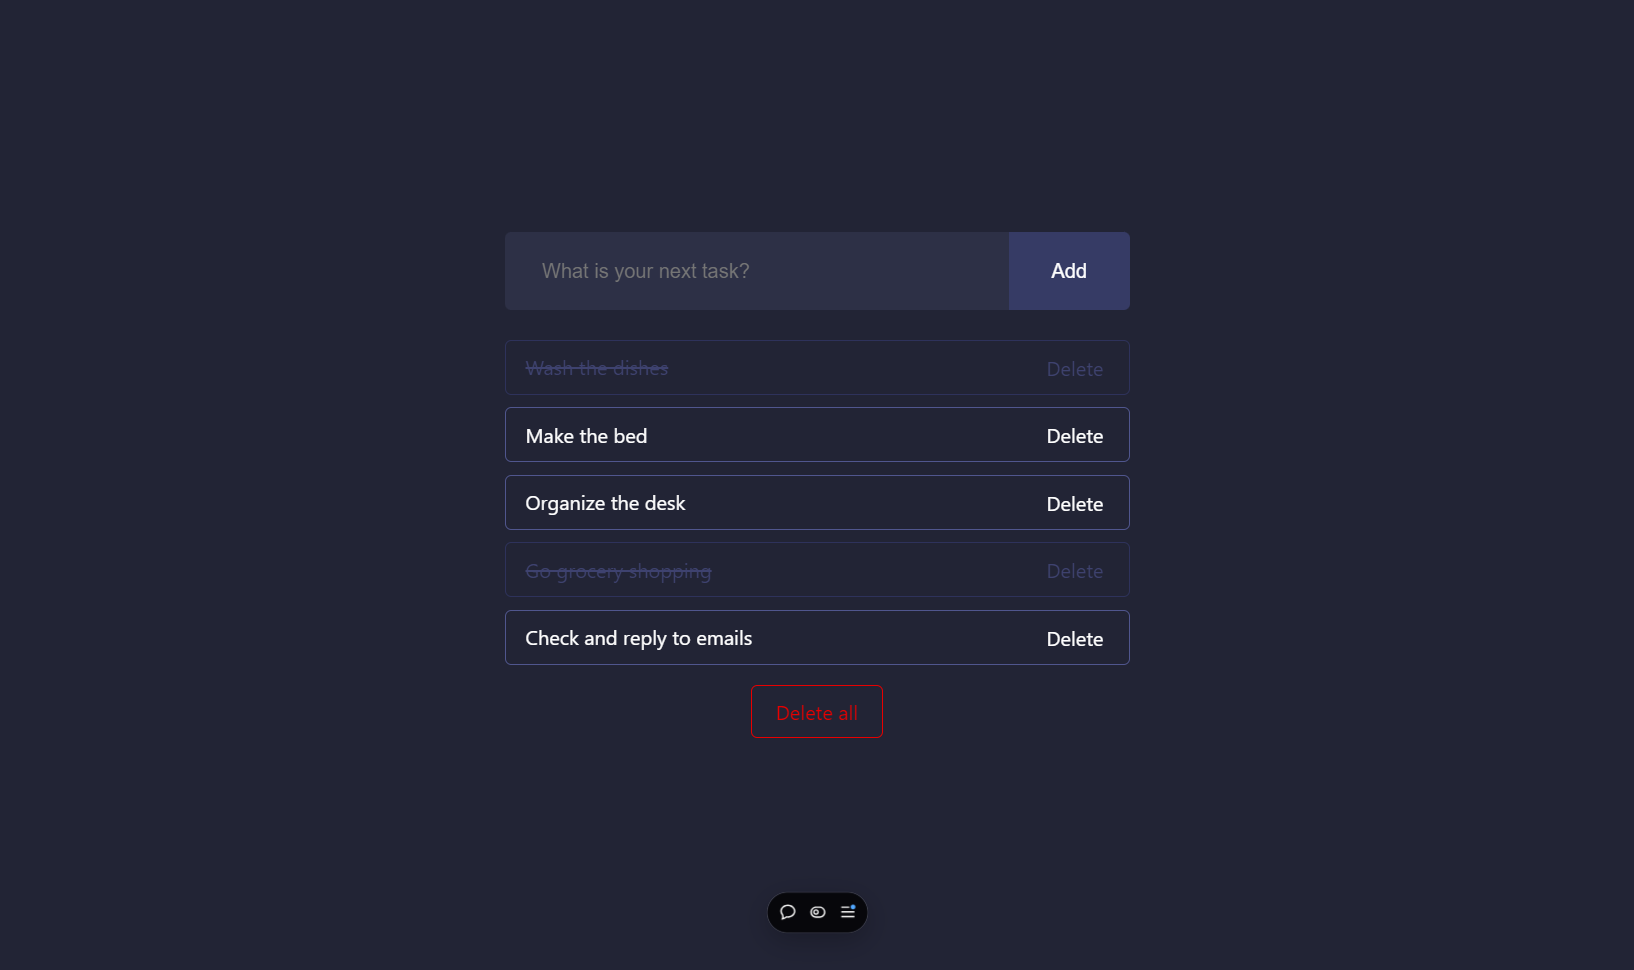 What is your next task?
Add
Wash the dishes
Delete
Make the bed
Delete
Organize the desk
Delete
Go grocery shopping
Delete
Check and reply to emails
Delete
Delete all